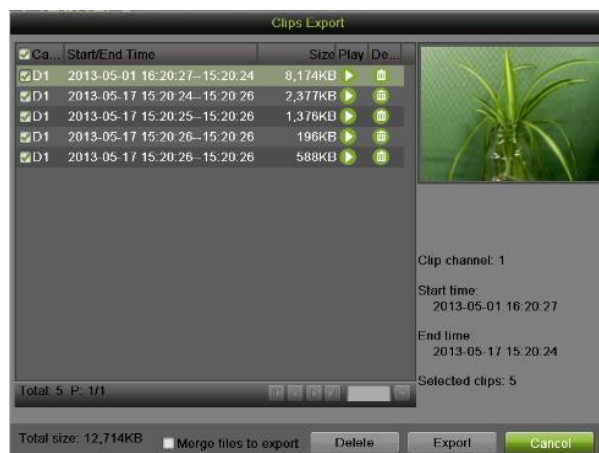 Clips Export
Ca... Start/End Time Size Play De...
D1 2013-05-01 16:20:27--15:20:24 8,174KB
D1 2013-05-17 15:20:24--15:20:26 2,377KB
D1 2013-05-17 15:20:25--15:20:26 1,376KB
D1 2013-05-17 15:20:26--15:20:26 196KB
D1 2013-05-17 15:20:26--15:20:26 588KB
Clip channel: 1
Start time:
2013-05-01 16:20:27
End time:
2013-05-17 15:20:24
Selected clips: 5
Total: 5 P: 1/1
Total size: 12,714KB Merge files to export Delete Export Cancel